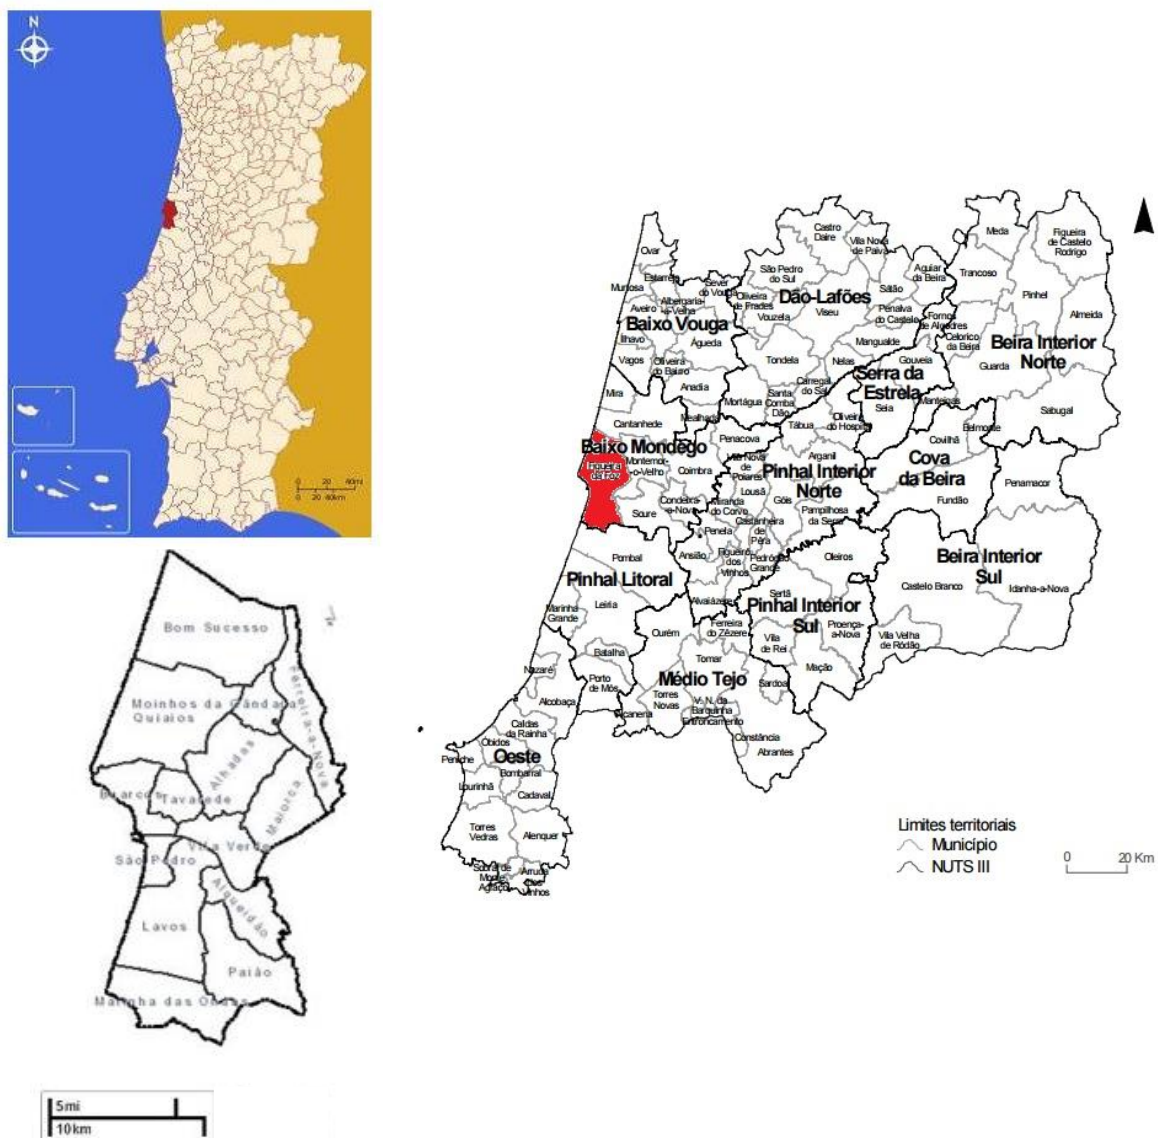 N
0 20 40mi
0 20 40km
Ovar
Estarreja
Murtosa
Sever
do Vouga
Albergaria-
a-Velha
Aveiro
Baixo Vouga
Ílhavo
Águeda
Vagos
Oliveira
do Bairro
Anadia
Mira
Mealhada
Cantanhede
Castro
Daire
Vila Nova
de Paiva
São Pedro
do Sul
Aguiar
da Beira
Oliveira
de Frades
Sátão
Dão-Lafões
Vouzela
Viseu
Penalva
do Castelo
Mangualde
Tondela
Nelas
Carregal
do Sal
Santa
Comba
Dão
Mortágua
Meda
Figueira
de Castelo
Rodrigo
Trancoso
Pinhel
Almeida
Fornos
de Algodres
Celorico
da Beira
Beira Interior
Norte
Guarda
Sabugal
Gouveia
Serra da
Estrela
Seia
Manteigas
Belmonte
Covilhã
Cova
da Beira
Fundão
Penamacor
Baixo Mondego
Figueira
da Foz
Montemor-
-o-Velho
Coimbra
Penacova
Condeixa-
a-Nova
Soure
Tábua
Oliveira
do Hospital
Arganil
Vila Nova
de
Poiares
Pinhal Interior
Norte
Lousã
Góis
Miranda
do Corvo
Pampilhosa
da Serra
Castanheira
de
Pêra
Penela
Ansião
Figueiró
dos
Vinhos
Pedrógão
Grande
Alvaiázere
Pombal
Pinhal Litoral
Marinha
Grande
Leiria
Batalha
Porto
de Mós
Oleiros
Sertã
Pinhal Interior
Sul
Proença-
-a-Nova
Vila
de Rei
Mação
Beira Interior
Sul
Castelo Branco
Idanha-a-Nova
Vila Velha
de Ródão
Ourém
Ferreira
do Zêzere
Tomar
Médio Tejo
Sardoal
Torres
Novas
V. N. da
Barquinha
Entroncamento
Alcanena
Constância
Abrantes
Nazaré
Alcobaça
Caldas
da Rainha
Óbidos
Peniche
Oeste
Bombarral
Lourinhã
Cadaval
Torres
Vedras
Alenquer
Sobral de
Monte
Agraço
Arruda
Dos
Vinhos
Limites territoriais
Município
NUTS III
0 20 Km
Bom Sucesso
Ferreira-a-Nova
Moinhos da Gândara
Quiaios
Alhadas
Maiorca
Buarcos
Tavarede
Vila Verde
São Pedro
Alqueidão
Lavos
Paião
Marinha das Ondas
5mi
10km